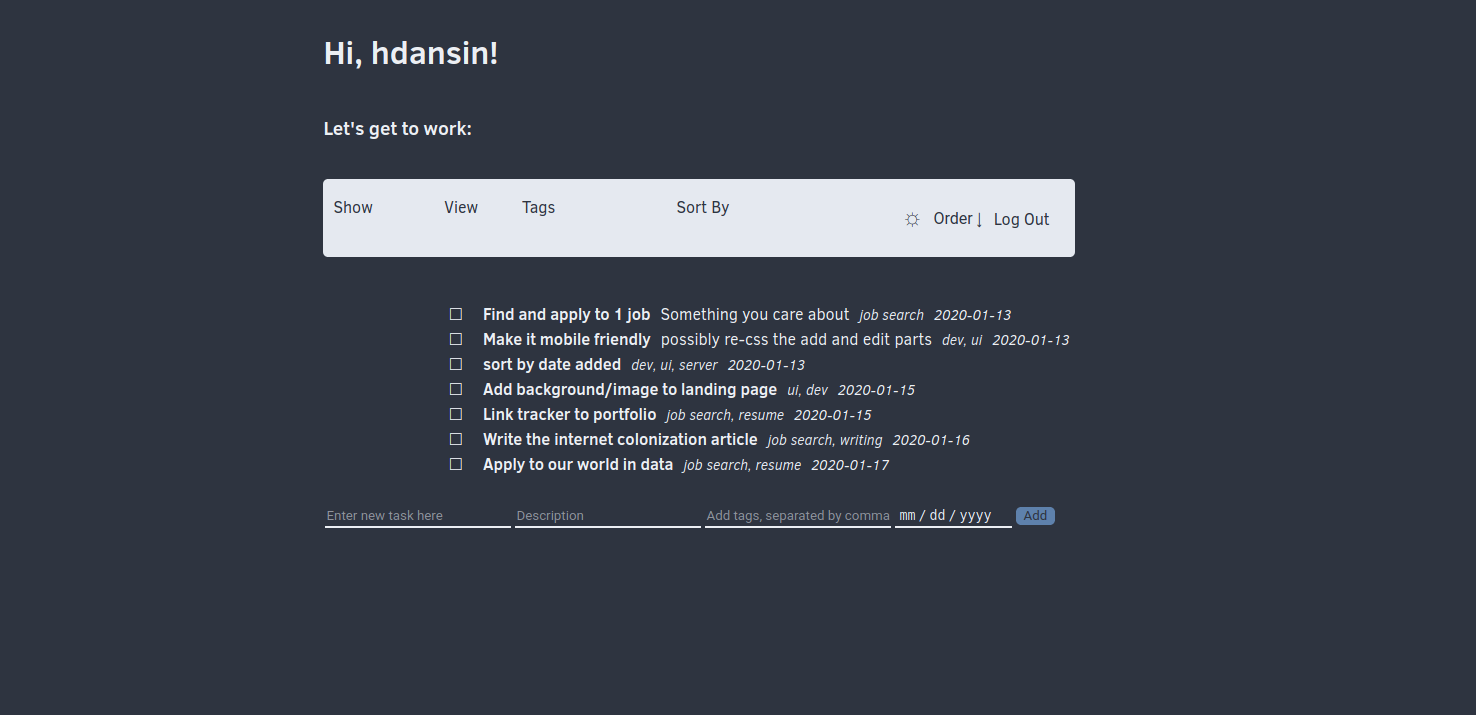 Hi, hdansin!
Let's get to work:
Show View Tags Sort By ☼ Order↓ Log Out
☐ Find and apply to 1 job Something you care about job search 2020-01-13
☐ Make it mobile friendly possibly re-css the add and edit parts dev, ui 2020-01-13
☐ sort by date added dev, ui, server 2020-01-13
☐ Add background/image to landing page ui, dev 2020-01-15
☐ Link tracker to portfolio job search, resume 2020-01-15
☐ Write the internet colonization article job search, writing 2020-01-16
☐ Apply to our world in data job search, resume 2020-01-17
Enter new task here Description Add tags, separated by comma mm / dd / yyyy Add